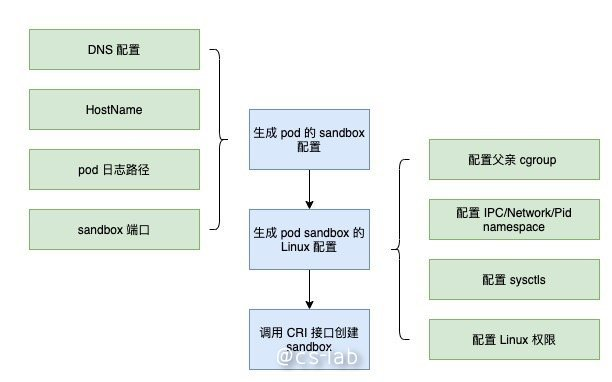 DNS 配置
HostName
pod 日志路径
sandbox 端口
生成 pod 的 sandbox
配置
生成 pod sandbox 的
Linux 配置
调用 CRI 接口创建
sandbox
@cs-lab
配置父亲 cgroup
配置 IPC/Network/Pid
namespace
配置 sysctls
配置 Linux 权限